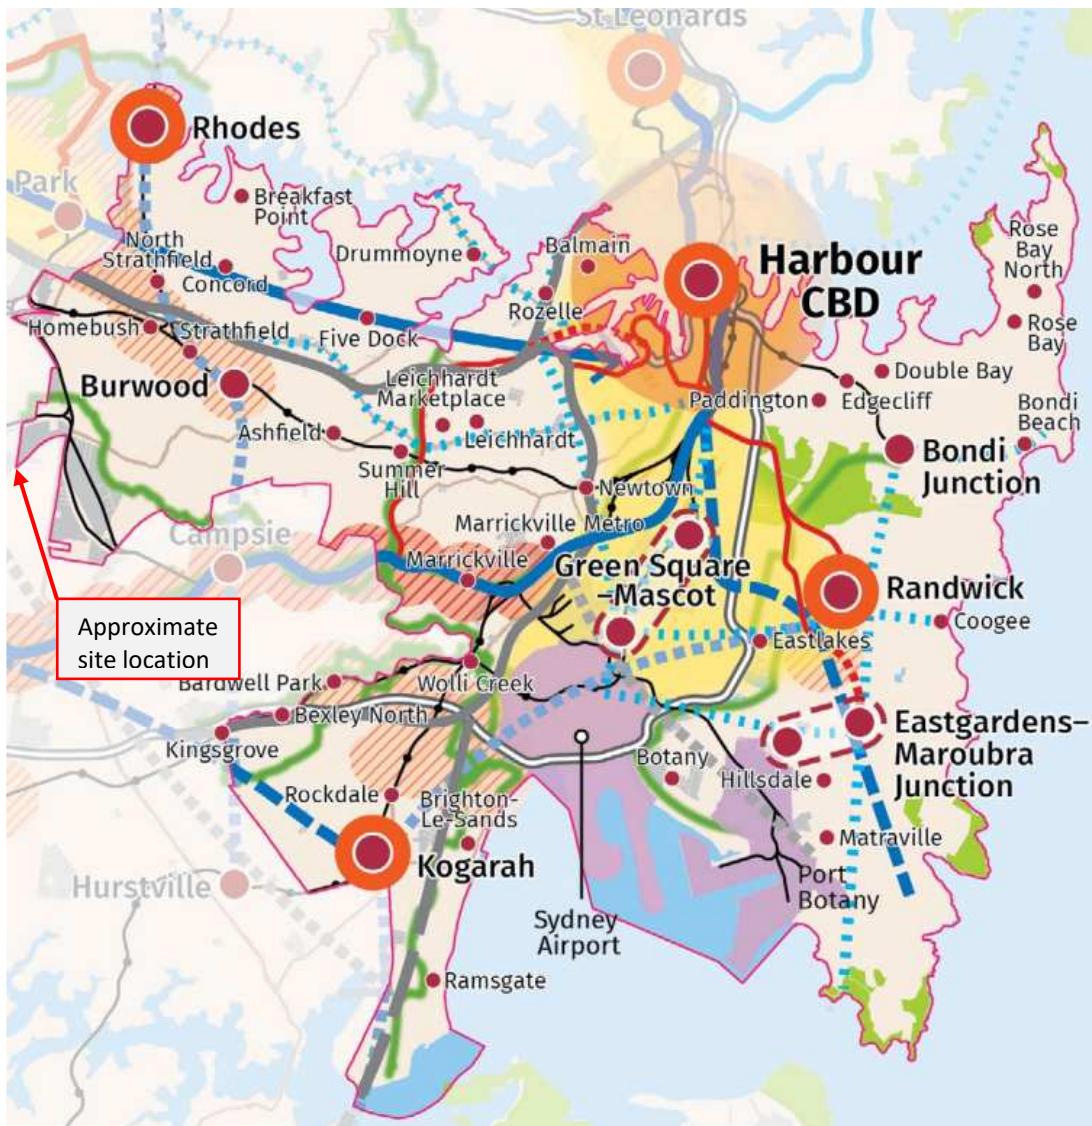 St Leonards
Rhodes
Park
Breakfast
Point
North
Strathfield
Concord
Drummoyne
Balmain
Harbour
CBD
Rose
Bay
North
Homebush
Strathfield
Five Dock
Rozelle
Rose
Bay
Burwood
Leichhardt
Marketplace
Paddington
Edgecliff
Double Bay
Bondi
Beach
Ashfield
Leichhardt
Summer
Hill
Newtown
Bondi
Junction
Campsie
Marrickville Metro
Marrickville
Green Square
–Mascot
Randwick
Coogee
Approximate
site location
Eastlakes
Bardwell Park
Wolli Creek
Bexley North
Kingsgrove
Eastgardens–
Maroubra
Junction
Botany
Hillsdale
Rockdale
Brighton-
Le-Sands
Matraville
Kogarah
Hurstville
Port
Botany
Sydney
Airport
Ramsgate